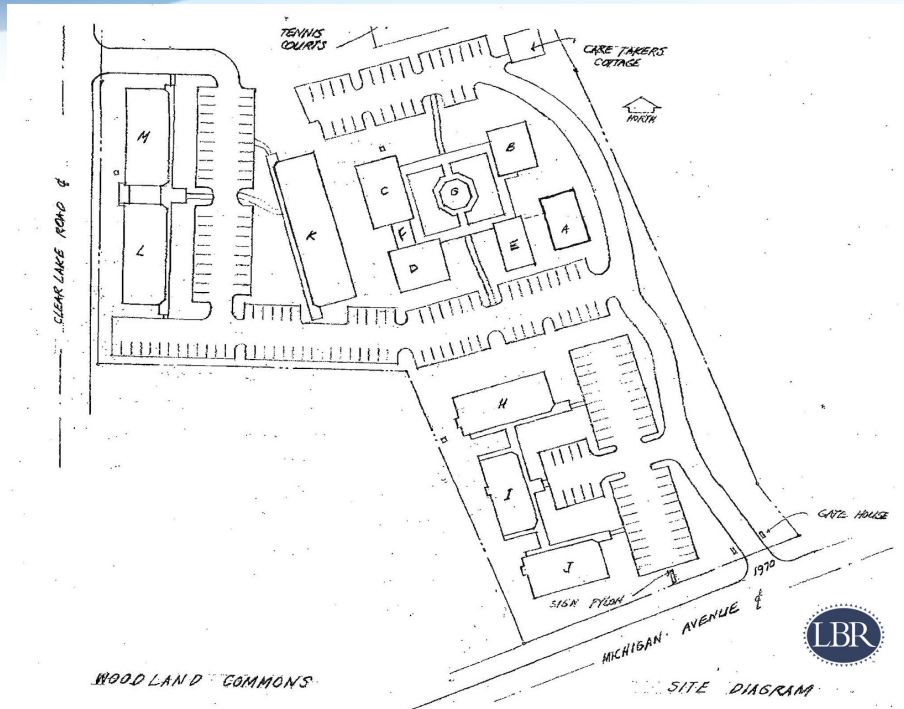 TENNIS
COURTS
CARE TAKERS
COTTAGE
NORTH
M
B
C
G
CLEAR LAKE ROAD ℄
K
F
A
L
D
E
H
I
GATE HOUSE
J
1970
SIGN PYLON
MICHIGAN AVENUE ℄
LBR
WOODLAND COMMONS
SITE DIAGRAM